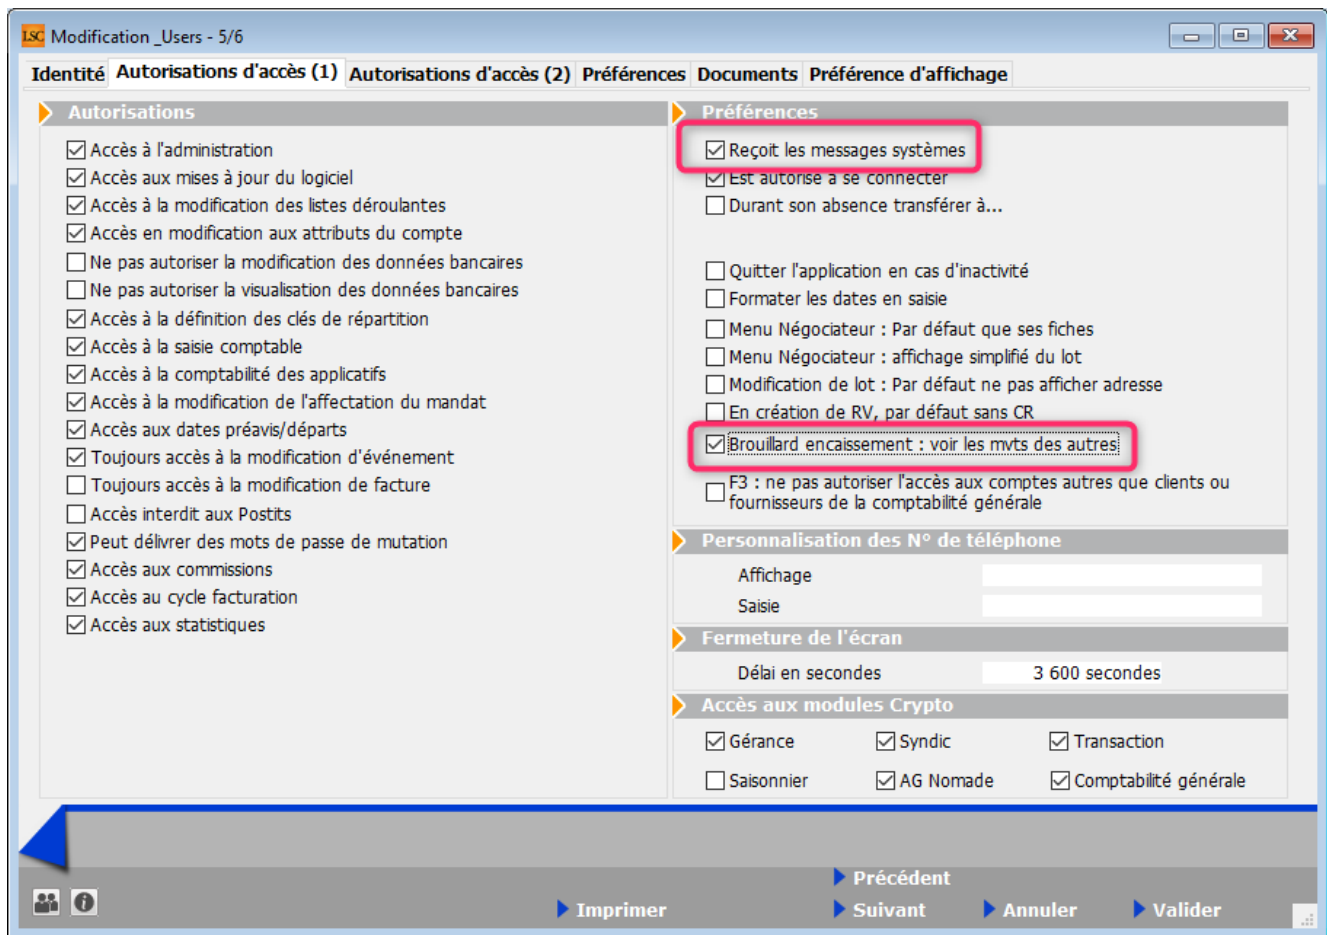 LSC Modification _Users - 5/6
Identité Autorisations d'accès (1) Autorisations d'accès (2) Préférences Documents Préférence d'affichage
Autorisations
Accès à l'administration
Accès aux mises à jour du logiciel
Accès à la modification des listes déroulantes
Accès en modification aux attributs du compte
Ne pas autoriser la modification des données bancaires
Ne pas autoriser la visualisation des données bancaires
Accès à la définition des clés de répartition
Accès à la saisie comptable
Accès à la comptabilité des applicatifs
Accès à la modification de l'affectation du mandat
Accès aux dates préavis/départs
Toujours accès à la modification d'événement
Toujours accès à la modification de facture
Accès interdit aux Postits
Peut délivrer des mots de passe de mutation
Accès aux commissions
Accès au cycle facturation
Accès aux statistiques
Préférences
Reçoit les messages systèmes
Est autorisé à se connecter
Durant son absence transférer à...
Quitter l'application en cas d'inactivité
Formater les dates en saisie
Menu Négociateur : Par défaut que ses fiches
Menu Négociateur : affichage simplifié du lot
Modification de lot : Par défaut ne pas afficher adresse
En création de RV, par défaut sans CR
Brouillard encaissement : voir les mvts des autres
F3 : ne pas autoriser l'accès aux comptes autres que clients ou
fournisseurs de la comptabilité générale
Personnalisation des N° de téléphone
Affichage
Saisie
Fermeture de l'écran
Délai en secondes 3 600 secondes
Accès aux modules Crypto
Gérance Syndic Transaction
Saisonnier AG Nomade Comptabilité générale
Précédent
Imprimer Suivant Annuler Valider